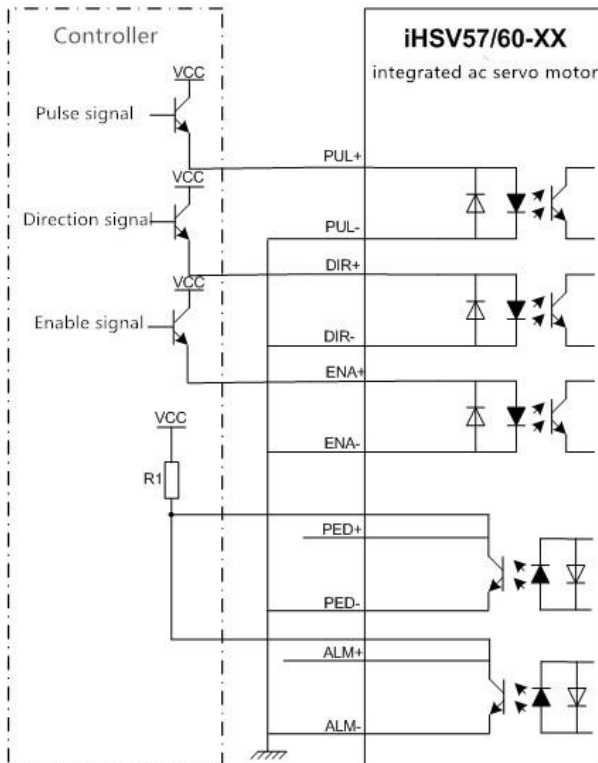 Controller
iHSV57/60-XX
integrated ac servo motor
VCC
Pulse signal
PUL+
VCC
PUL-
Direction signal
DIR+
VCC
Enable signal
DIR-
ENA+
VCC
ENA-
R1
PED+
PED-
ALM+
ALM-